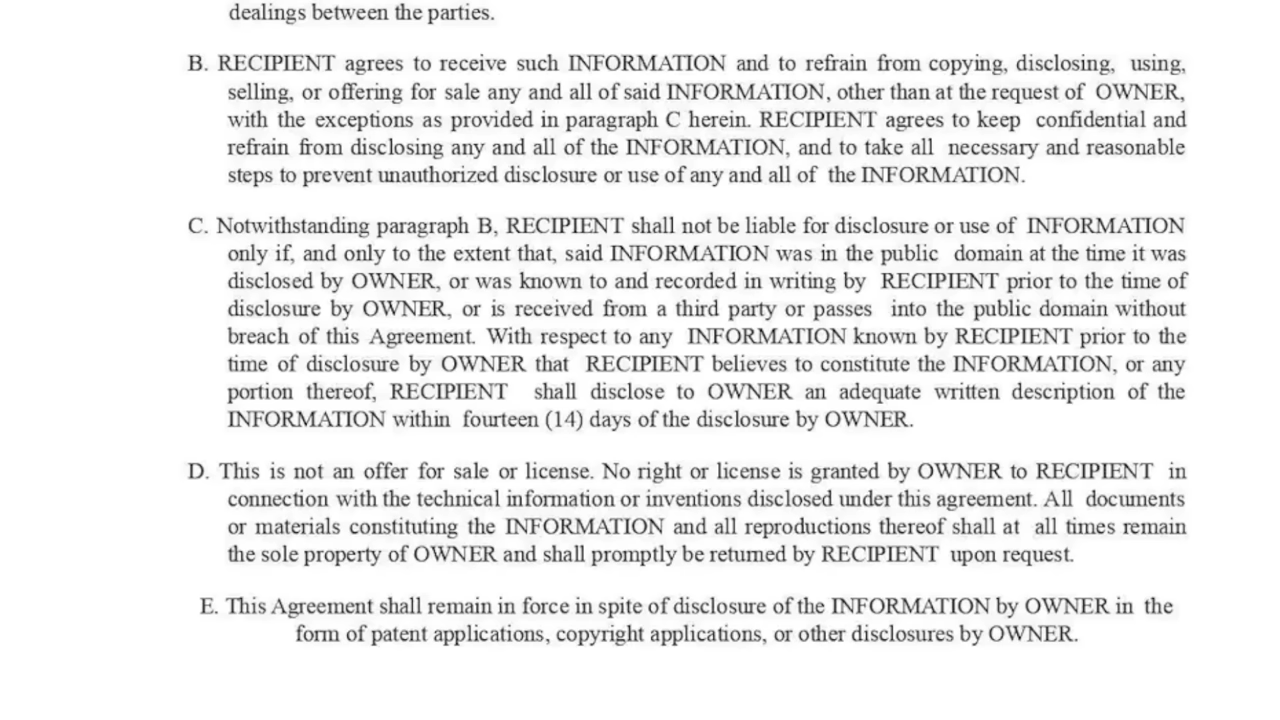 dealings between the parties.
B. RECIPIENT agrees to receive such INFORMATION and to refrain from copying, disclosing, using,
selling, or offering for sale any and all of said INFORMATION, other than at the request of OWNER,
with the exceptions as provided in paragraph C herein. RECIPIENT agrees to keep confidential and
refrain from disclosing any and all of the INFORMATION, and to take all necessary and reasonable
steps to prevent unauthorized disclosure or use of any and all of the INFORMATION.
C. Notwithstanding paragraph B, RECIPIENT shall not be liable for disclosure or use of INFORMATION
only if, and only to the extent that, said INFORMATION was in the public domain at the time it was
disclosed by OWNER, or was known to and recorded in writing by RECIPIENT prior to the time of
disclosure by OWNER, or is received from a third party or passes into the public domain without
breach of this Agreement. With respect to any INFORMATION known by RECIPIENT prior to the
time of disclosure by OWNER that RECIPIENT believes to constitute the INFORMATION, or any
portion thereof, RECIPIENT shall disclose to OWNER an adequate written description of the
INFORMATION within fourteen (14) days of the disclosure by OWNER.
D. This is not an offer for sale or license. No right or license is granted by OWNER to RECIPIENT in
connection with the technical information or inventions disclosed under this agreement. All documents
or materials constituting the INFORMATION and all reproductions thereof shall at all times remain
the sole property of OWNER and shall promptly be returned by RECIPIENT upon request.
E. This Agreement shall remain in force in spite of disclosure of the INFORMATION by OWNER in the
form of patent applications, copyright applications, or other disclosures by OWNER.